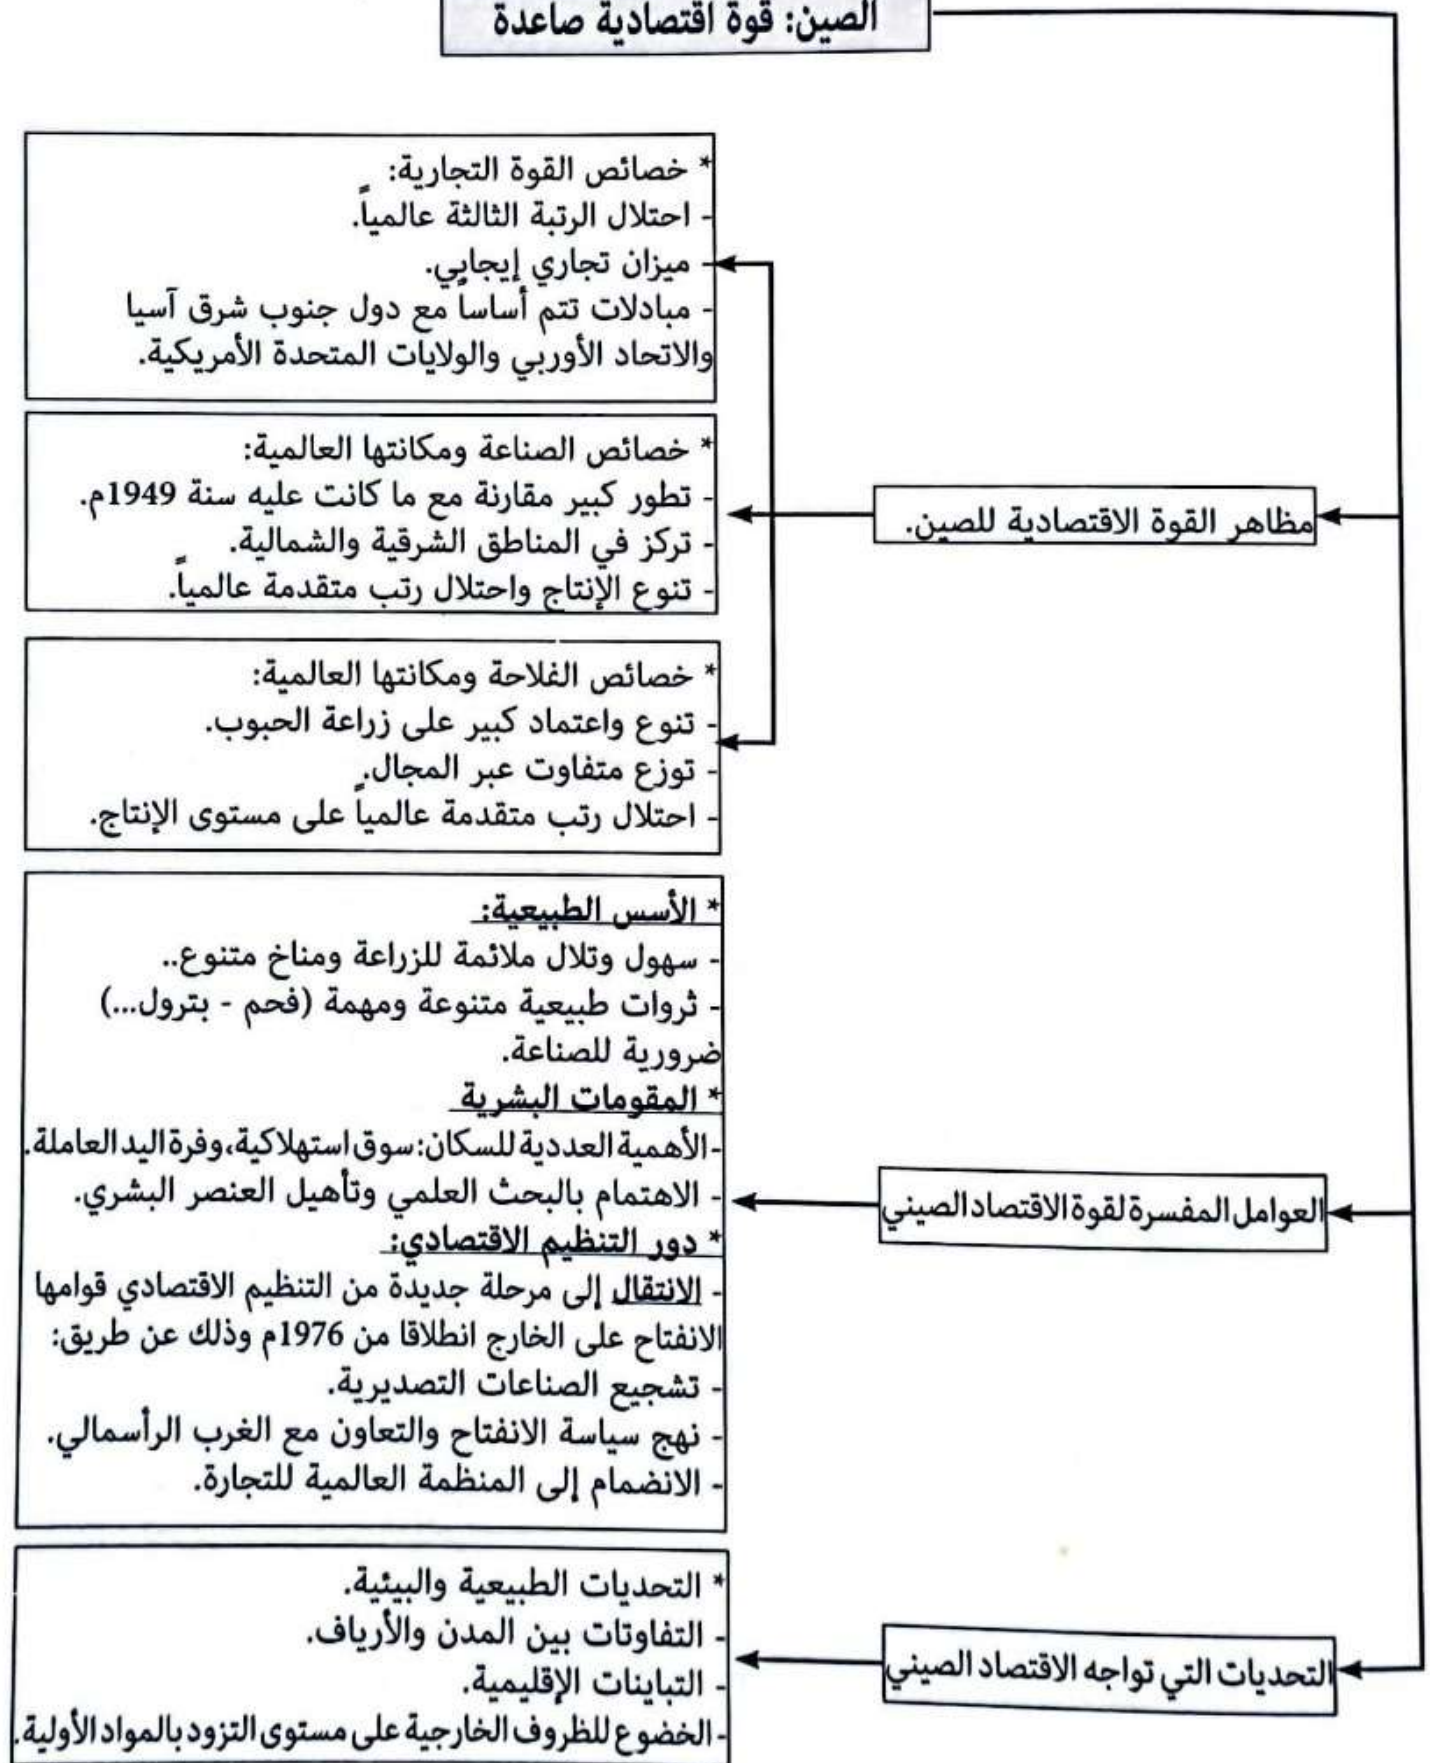 الصين: قوة اقتصادية صاعدة
* خصائص القوة التجارية:
- احتلال الرتبة الثالثة عالمياً.
- ميزان تجاري إيجابي.
- مبادلات تتم أساساً مع دول جنوب شرق آسيا
والاتحاد الأوربي والولايات المتحدة الأمريكية.
مظاهر القوة الاقتصادية للصين.
* خصائص الصناعة ومكانتها العالمية:
- تطور كبير مقارنة مع ما كانت عليه سنة 1949م.
- تركز في المناطق الشرقية والشمالية.
- تنوع الإنتاج واحتلال رتب متقدمة عالمياً.
* خصائص الفلاحة ومكانتها العالمية:
- تنوع واعتماد كبير على زراعة الحبوب.
- توزع متفاوت عبر المجال.
- احتلال رتب متقدمة عالمياً على مستوى الإنتاج.
العوامل المفسرة لقوة الاقتصاد الصيني
* الأسس الطبيعية:
- سهول وتلال ملائمة للزراعة ومناخ متنوع..
- ثروات طبيعية متنوعة ومهمة (فحم - بترول...)
ضرورية للصناعة.
* المقومات البشرية
- الأهمية العددية للسكان: سوق استهلاكية، وفرة اليد العاملة.
- الاهتمام بالبحث العلمي وتأهيل العنصر البشري.
* دور التنظيم الاقتصادي:
- الانتقال إلى مرحلة جديدة من التنظيم الاقتصادي قوامها
الانفتاح على الخارج انطلاقا من 1976م وذلك عن طريق:
- تشجيع الصناعات التصديرية.
- نهج سياسة الانفتاح والتعاون مع الغرب الرأسمالي.
- الانضمام إلى المنظمة العالمية للتجارة.
التحديات التي تواجه الاقتصاد الصيني
* التحديات الطبيعية والبيئية.
- التفاوتات بين المدن والأرياف.
- التباينات الإقليمية.
- الخضوع للظروف الخارجية على مستوى التزود بالمواد الأولية.